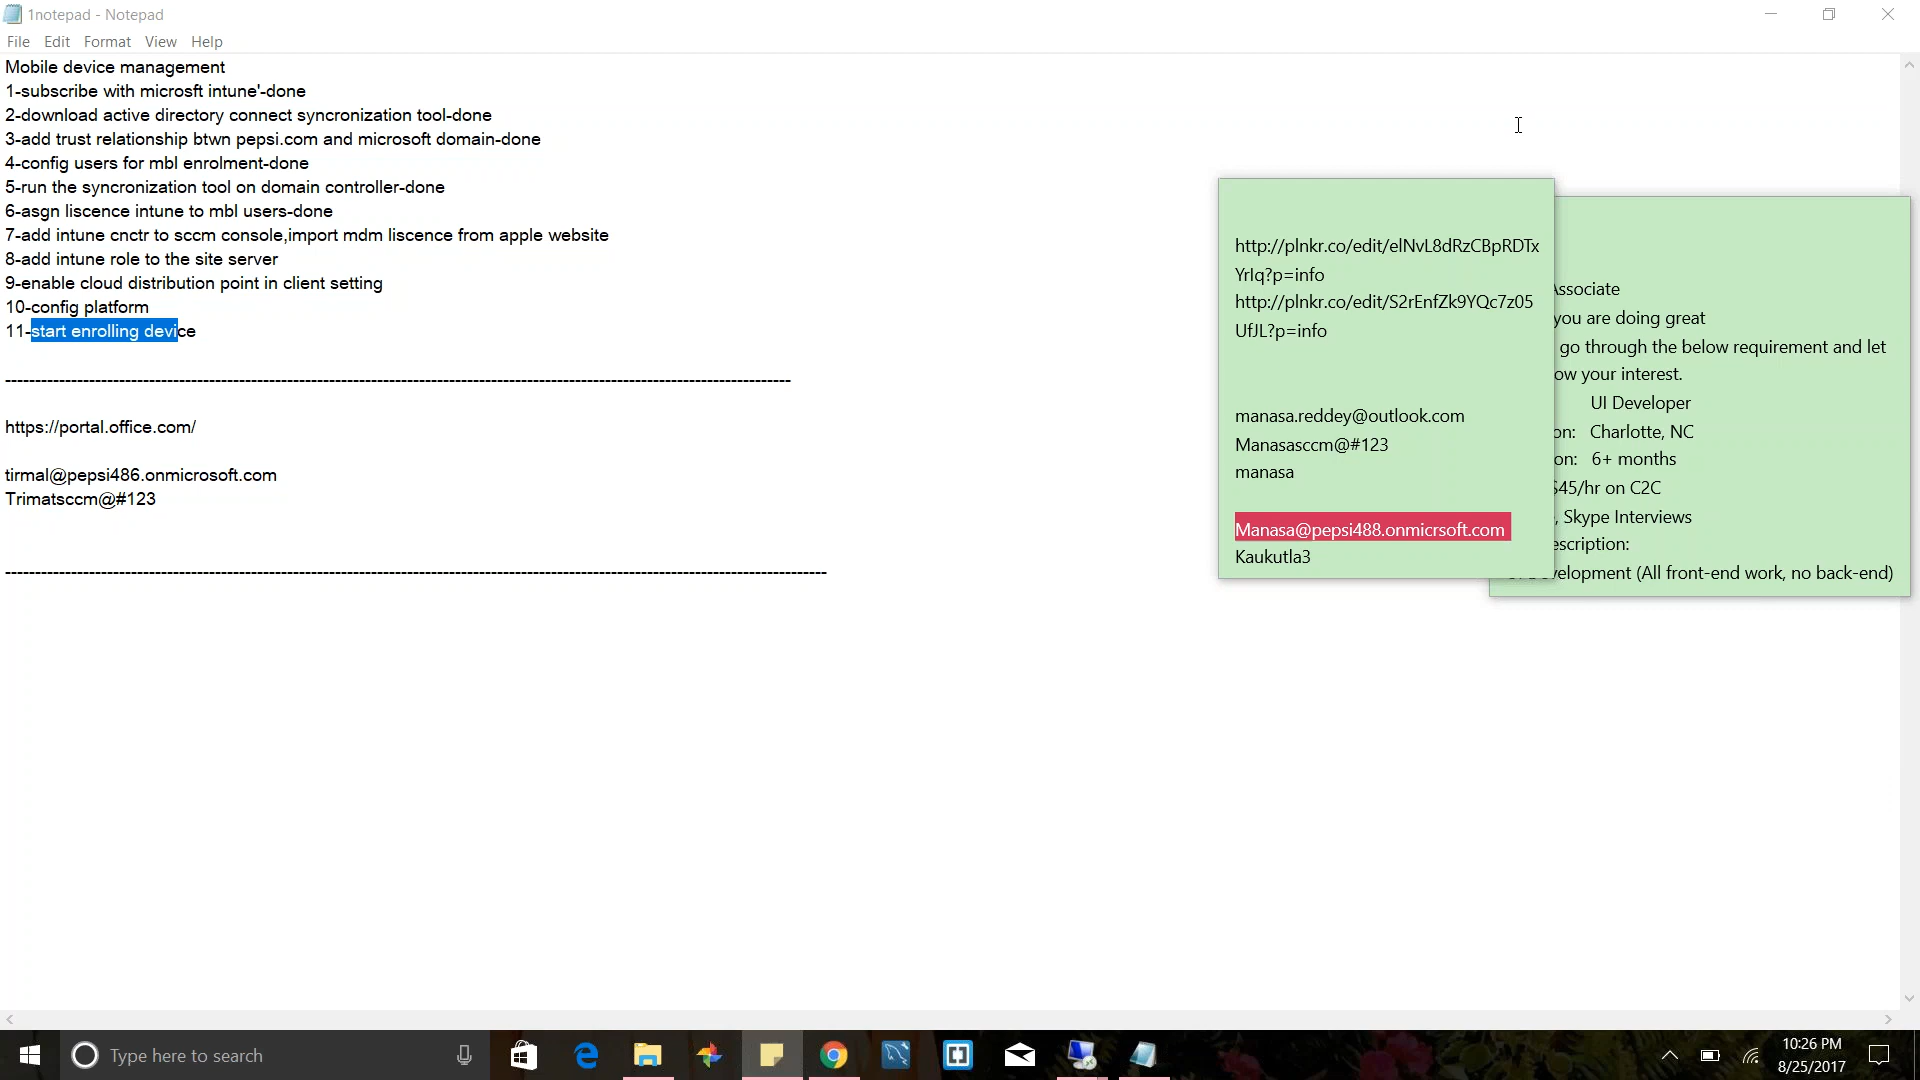 1notepad - Notepad
File Edit Format View Help
Mobile device management
1-subscribe with microsft intune'-done
2-download active directory connect syncronization tool-done
3-add trust relationship btwn pepsi.com and microsoft domain-done
4-config users for mbl enrolment-done
5-run the syncronization tool on domain controller-done
6-asgn liscence intune to mbl users-done
7-add intune cnctr to sccm console,import mdm liscence from apple website
8-add intune role to the site server
9-enable cloud distribution point in client setting
10-config platform
11-start enrolling device
https://portal.office.com/
tirmal@pepsi486.onmicrosoft.com
Trimatsccm@#123
http://plnkr.co/edit/elNvL8dRzCBpRDTx
YrIq?p=info
http://plnkr.co/edit/S2rEnfZk9YQc7z05
UfJL?p=info
manasa.reddey@outlook.com
Manasasccm@#123
manasa
Manasa@pepsi488.onmicrsoft.com
Kaukutla3
Associate
you are doing great
go through the below requirement and let
ow your interest.
UI Developer
on: Charlotte, NC
on: 6+ months
$45/hr on C2C
, Skype Interviews
escription:
velopment (All front-end work, no back-end)
Type here to search
10:26 PM
8/25/2017